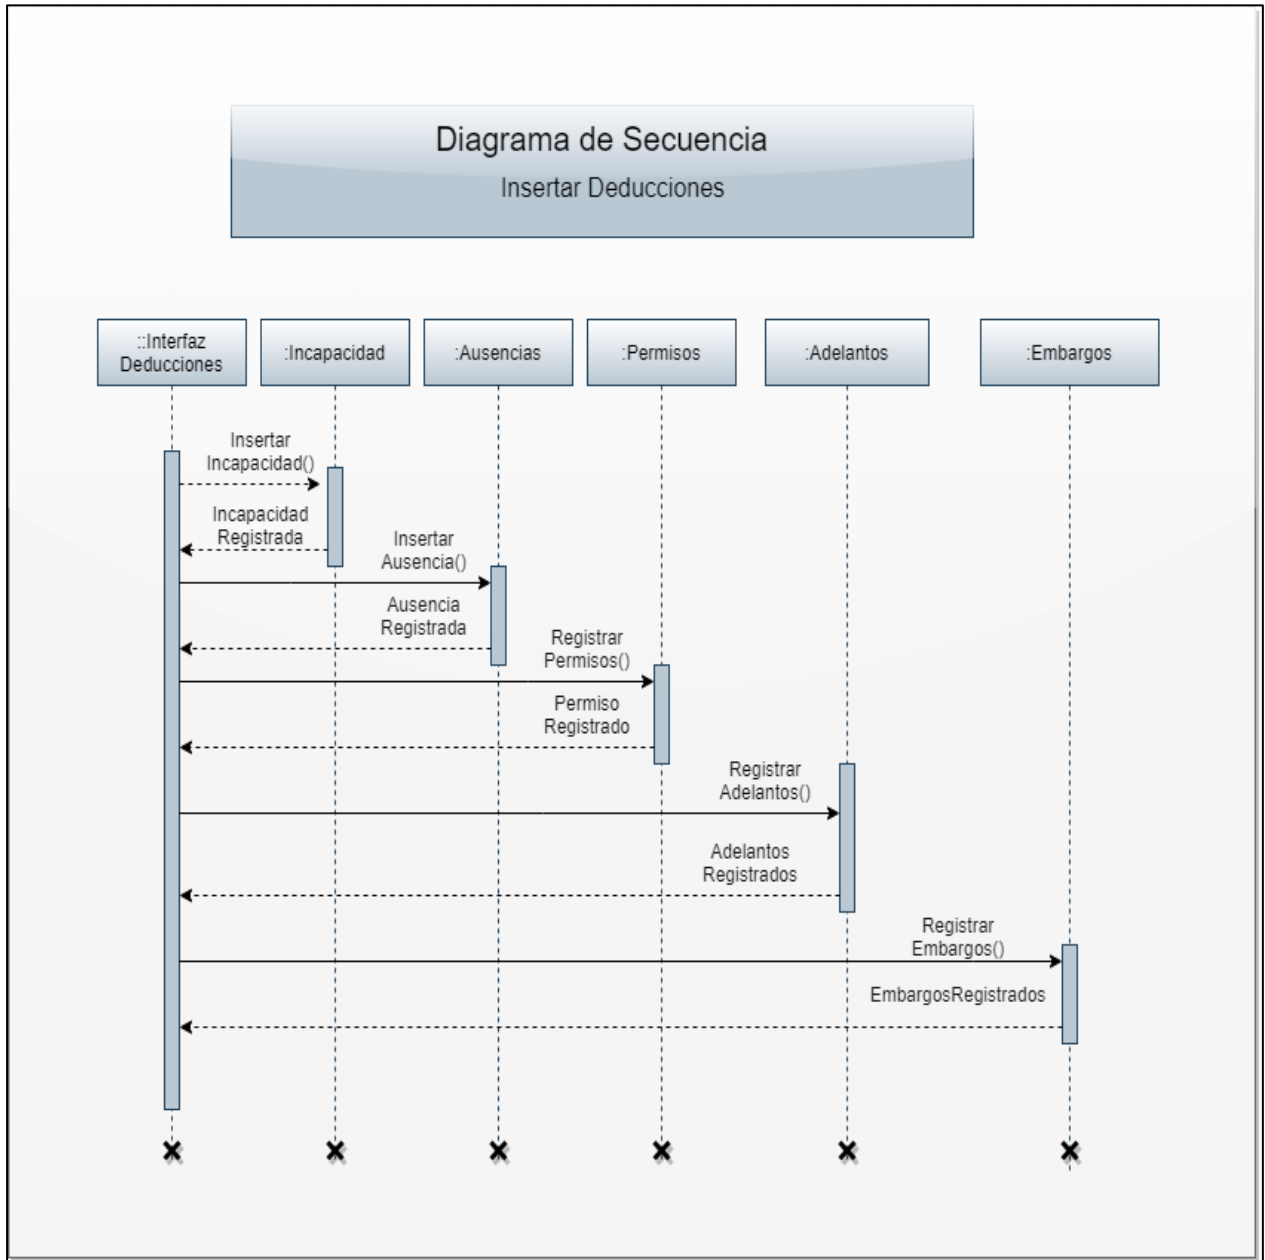 Diagrama de Secuencia
Insertar Deducciones
::Interfaz
Deducciones
:Incapacidad
:Ausencias
:Permisos
:Adelantos
:Embargos
Insertar
Incapacidad()
Incapacidad
Registrada
Insertar
Ausencia()
Ausencia
Registrada
Registrar
Permisos()
Permiso
Registrado
Registrar
Adelantos()
Adelantos
Registrados
Registrar
Embargos()
EmbargosRegistrados